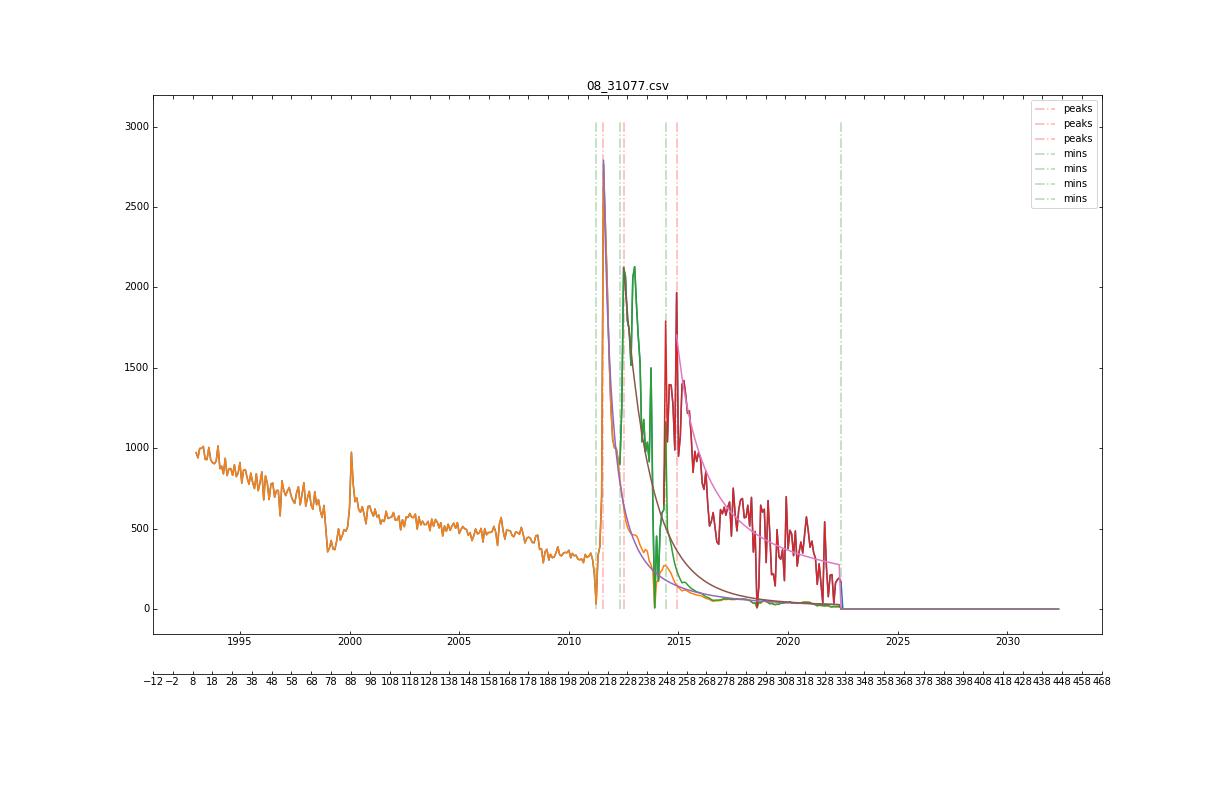 08_31077.csv
peaks
peaks
peaks
mins
mins
mins
mins
3000
2500
2000
1500
1000
500
0
1995 2000 2005 2010 2015 2020 2025 2030
−12 −2 8 18 28 38 48 58 68 78 88 98 108 118 128 138 148 158 168 178 188 198 208 218 228 238 248 258 268 278 288 298 308 318 328 338 348 358 368 378 388 398 408 418 428 438 448 458 468